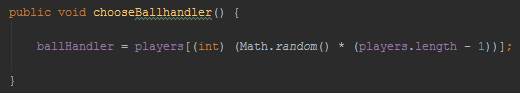 public void chooseBallhandler() {
ballHandler = players[(int) (Math.random() * (players.length - 1))];
}